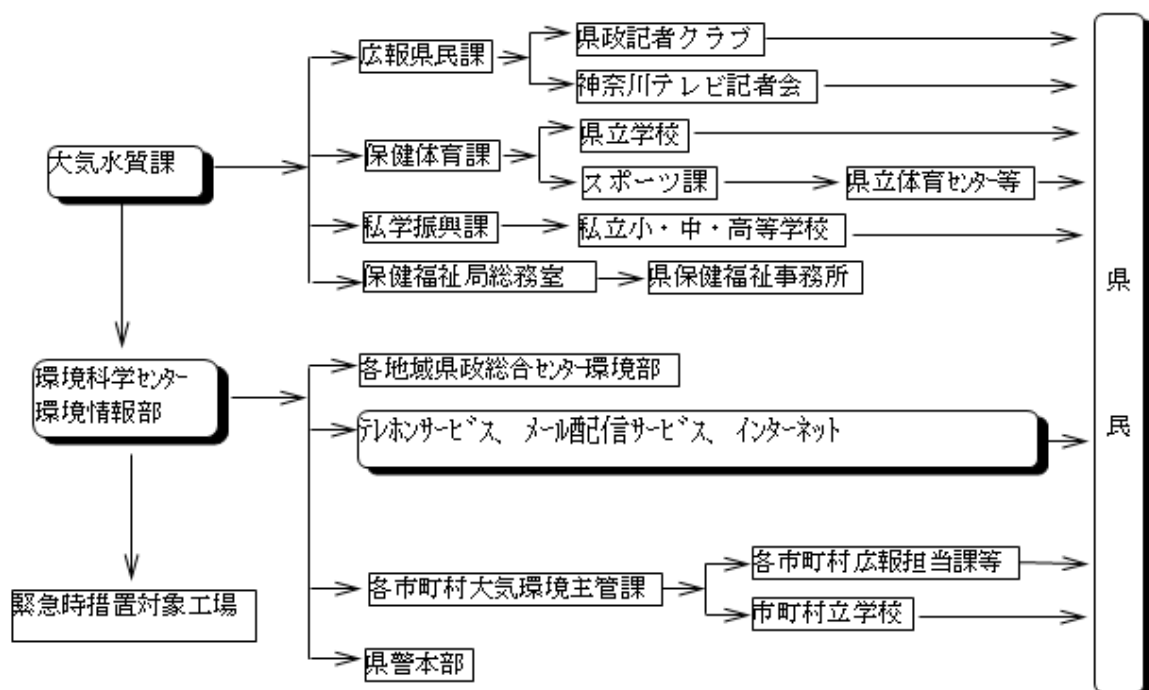 広報県民課
県政記者クラブ
神奈川テレビ記者会
大気水質課
保健体育課
県立学校
スポーツ課
県立体育センター等
私学振興課
私立小・中・高等学校
保健福祉局総務室
県保健福祉事務所
県
民
環境科学センター
環境情報部
各地域県政総合センター環境部
テレホンサービス、メール配信サービス、インターネット
各市町村大気環境主管課
各市町村広報担当課等
市町村立学校
緊急時措置対象工場
県警本部